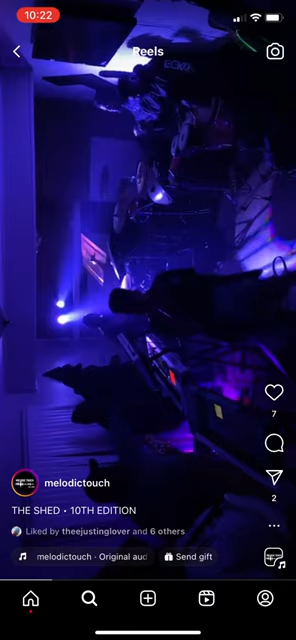 10:22
Reels
7
2
melodictouch
THE SHED • 10TH EDITION
Liked by theejustinglover and 6 others
melodictouch · Original aud
Send gift